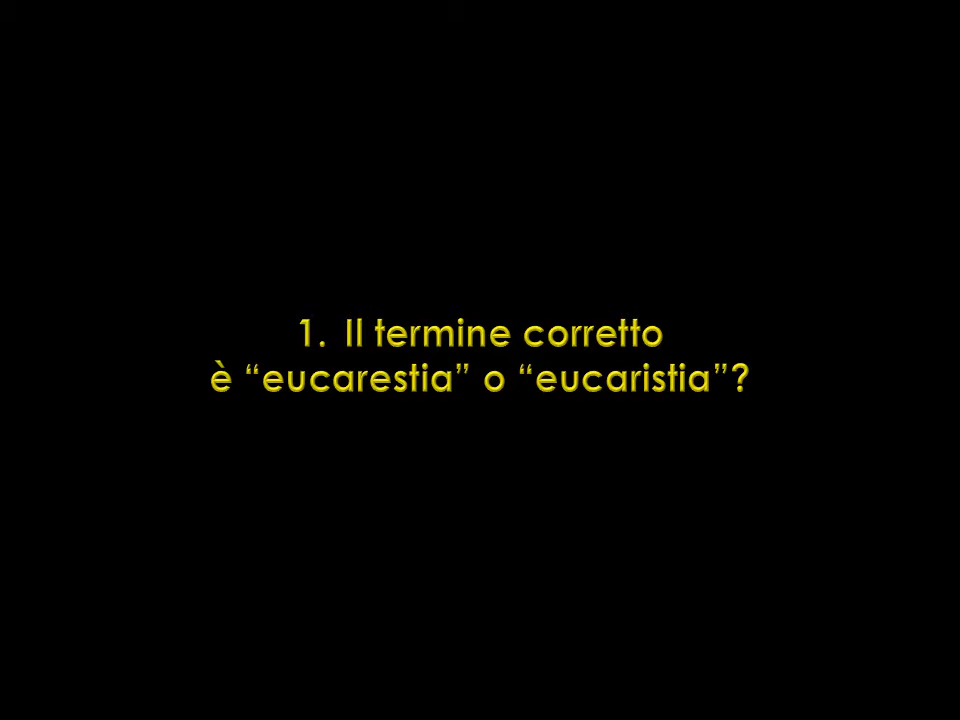 1. Il termine corretto
è “eucarestia” o “eucaristia”?